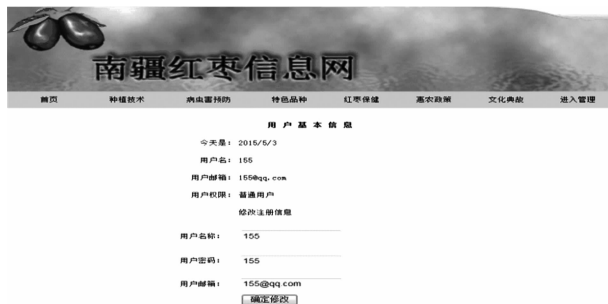 南疆红枣信息网
首页 种植技术 病虫害预防 特色品种 红枣保健 惠农政策 文化典故 进入管理
用 户 基 本 信 息
今天是： 2015/5/3
用户名： 155
用户邮箱： 155@qq.com
用户权限： 普通用户
修改注册信息
用户名称： 155
用户密码： 155
用户邮箱： 155@qq.com
确定修改